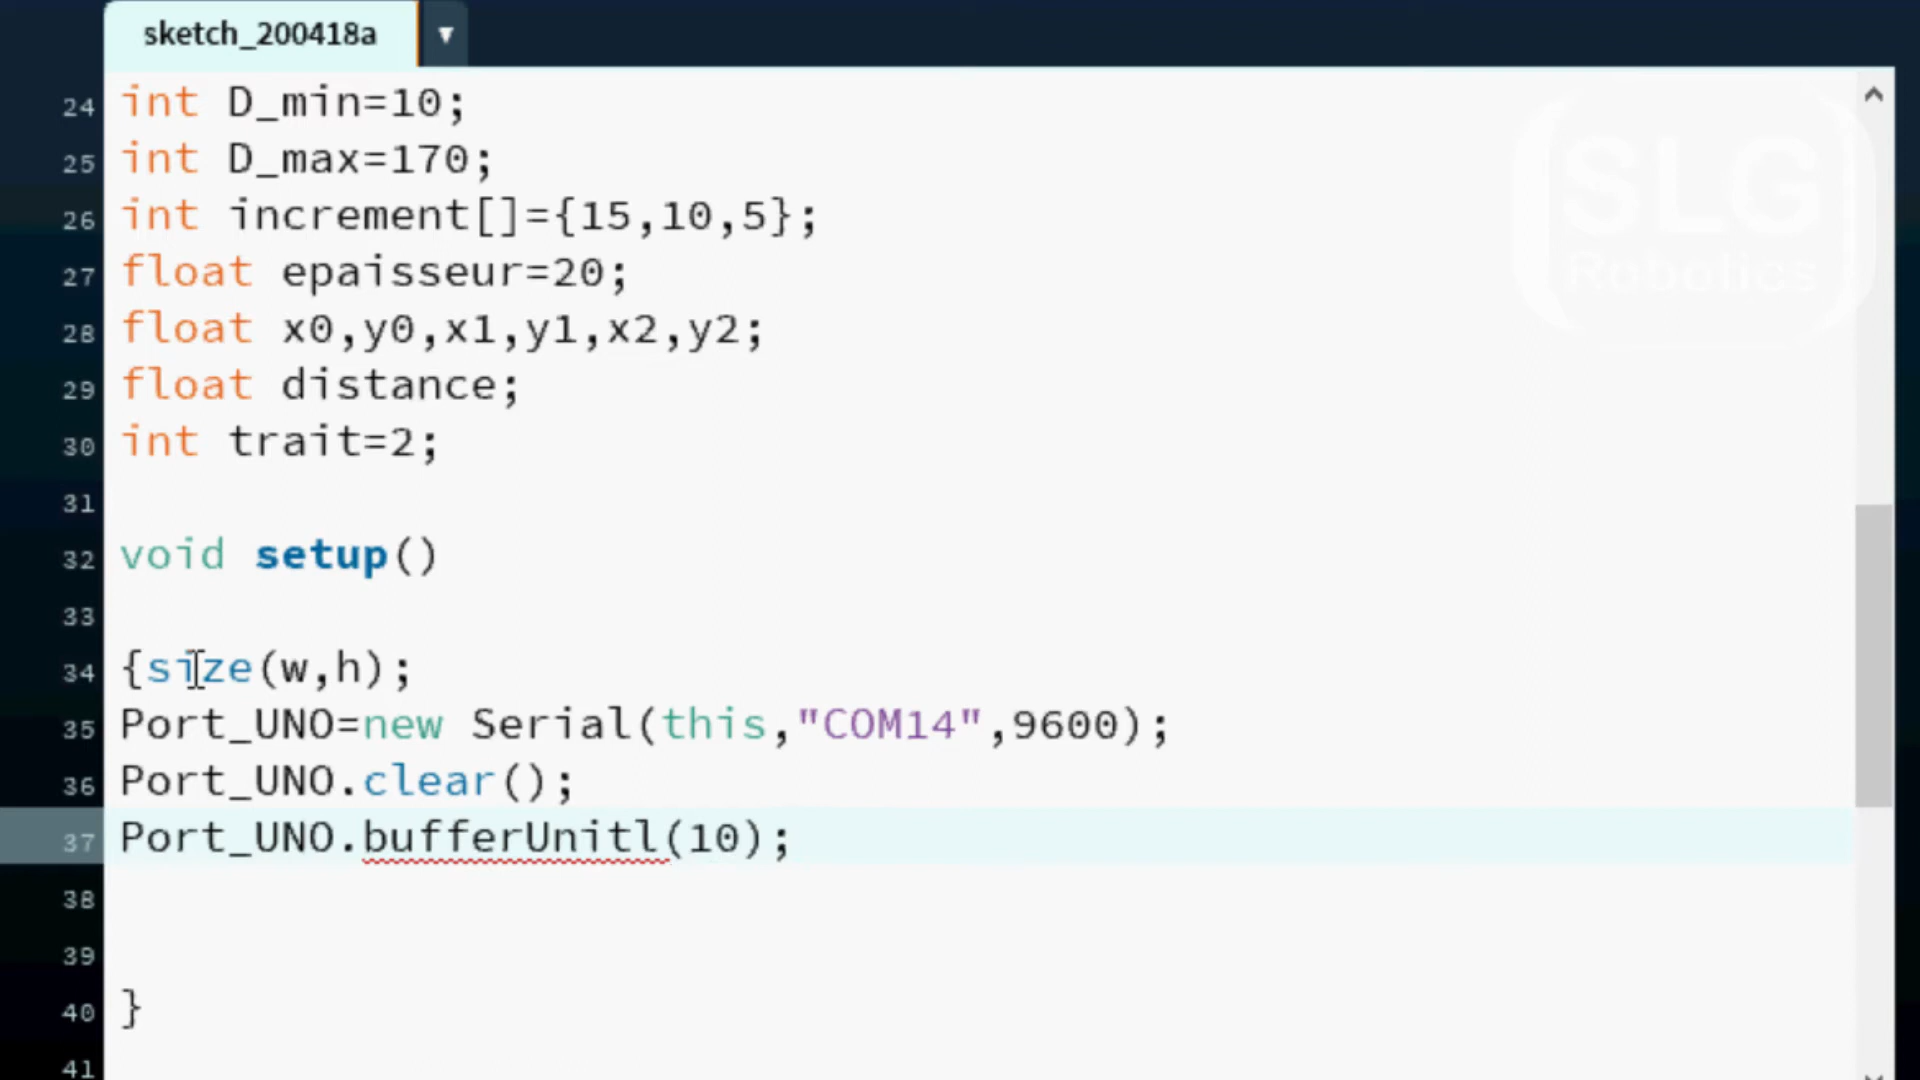 sketch_200418a
24 int D_min=10;
25 int D_max=170;
26 int increment[]={15,10,5};
27 float epaisseur=20;
28 float x0,y0,x1,y1,x2,y2;
29 float distance;
30 int trait=2;
31
32 void setup()
33
34 {size(w,h);
35 Port_UNO=new Serial(this,"COM14",9600);
36 Port_UNO.clear();
37 Port_UNO.bufferUnitl(10);
38
39
40 }
41
SLG
Robotics